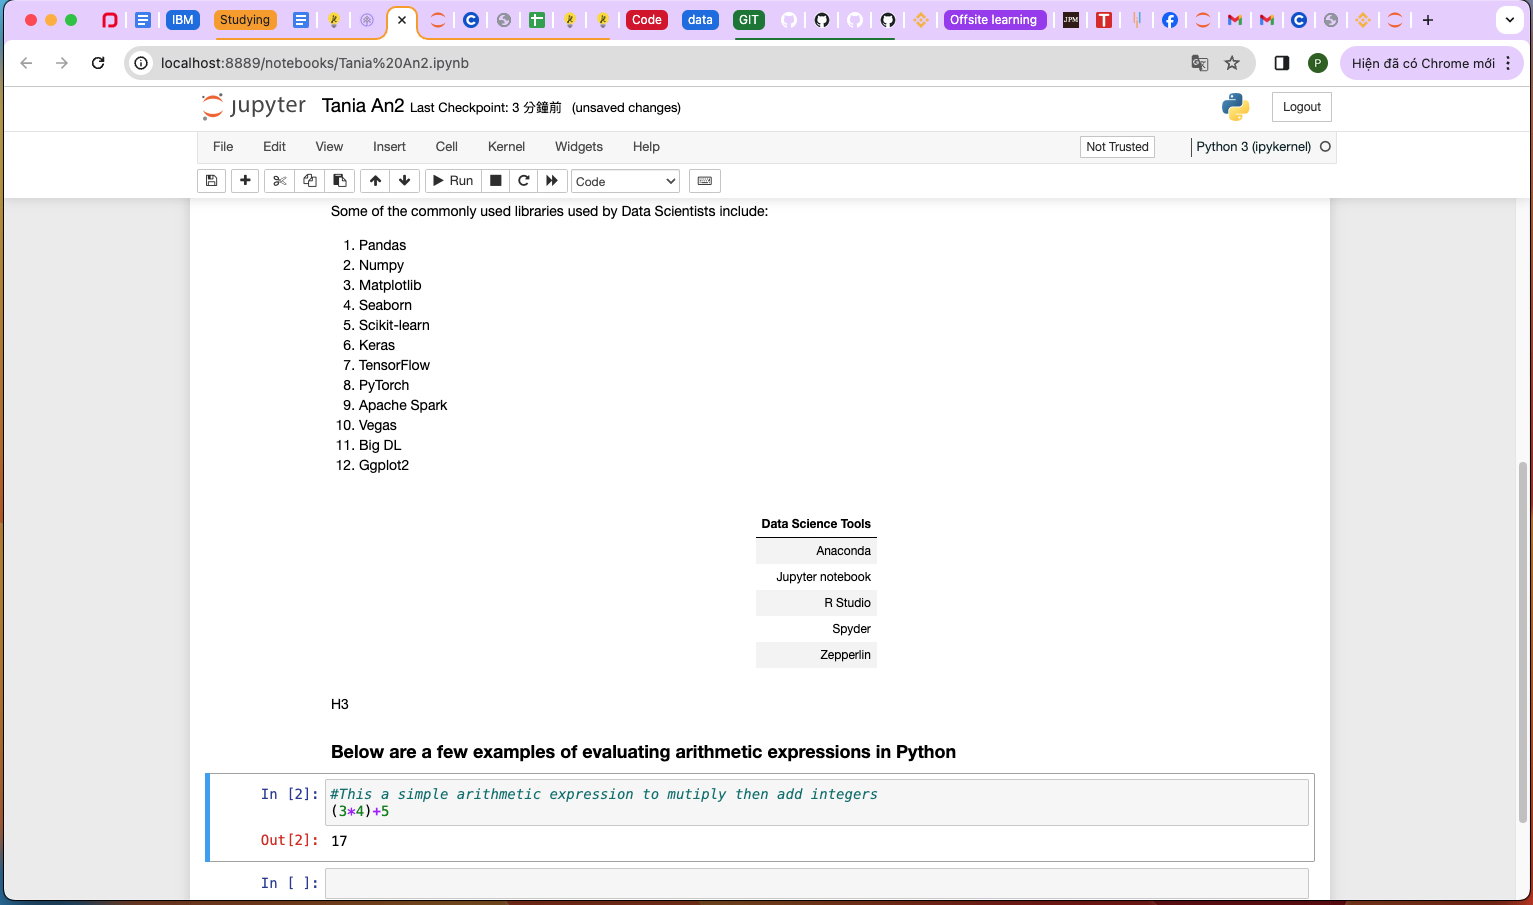 IBM
Studying
Code
data
GIT
Offsite learning
JPM
T
localhost:8889/notebooks/Tania%20An2.ipynb
P
Hiện đã có Chrome mới
jupyter
Tania An2 Last Checkpoint: 3 分鐘前 (unsaved changes)
Logout
File Edit View Insert Cell Kernel Widgets Help
Not Trusted
Python 3 (ipykernel)
Run
Code
Some of the commonly used libraries used by Data Scientists include:
1. Pandas
2. Numpy
3. Matplotlib
4. Seaborn
5. Scikit-learn
6. Keras
7. TensorFlow
8. PyTorch
9. Apache Spark
10. Vegas
11. Big DL
12. Ggplot2
Data Science Tools
Anaconda
Jupyter notebook
R Studio
Spyder
Zepperlin
H3
Below are a few examples of evaluating arithmetic expressions in Python
In [2]: #This a simple arithmetic expression to mutiply then add integers
(3*4)+5
Out[2]: 17
In [ ]: